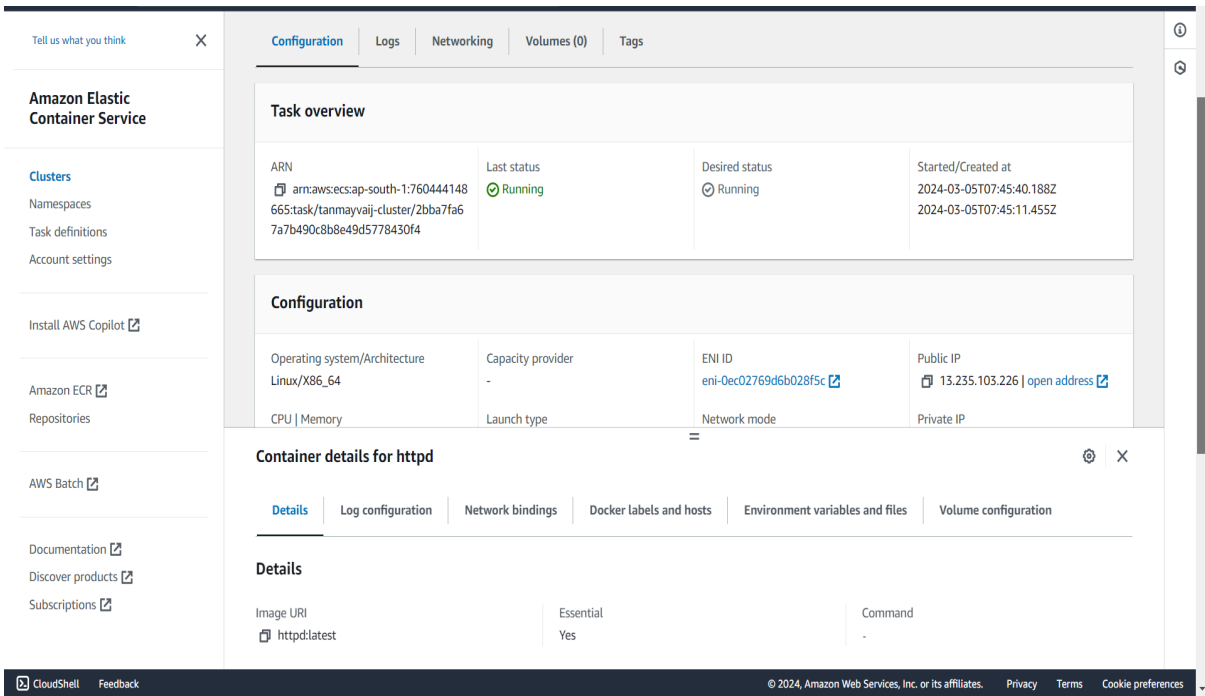 Tell us what you think
Amazon Elastic
Container Service
Clusters
Namespaces
Task definitions
Account settings
Install AWS Copilot
Amazon ECR
Repositories
AWS Batch
Documentation
Discover products
Subscriptions
Configuration Logs Networking Volumes (0) Tags
Task overview
ARN
arn:aws:ecs:ap-south-1:760444148
665:task/tanmayvaij-cluster/2bba7fa6
7a7b490c8b8e49d5778430f4
Last status
Running
Desired status
Running
Started/Created at
2024-03-05T07:45:40.188Z
2024-03-05T07:45:11.455Z
Configuration
Operating system/Architecture
Linux/X86_64
Capacity provider
-
ENI ID
eni-0ec02769d6b028f5c
Public IP
13.235.103.226 | open address
CPU | Memory
Launch type
Network mode
Private IP
Container details for httpd
Details Log configuration Network bindings Docker labels and hosts Environment variables and files Volume configuration
Details
Image URI
httpd:latest
Essential
Yes
Command
-
CloudShell Feedback © 2024, Amazon Web Services, Inc. or its affiliates. Privacy Terms Cookie preferences